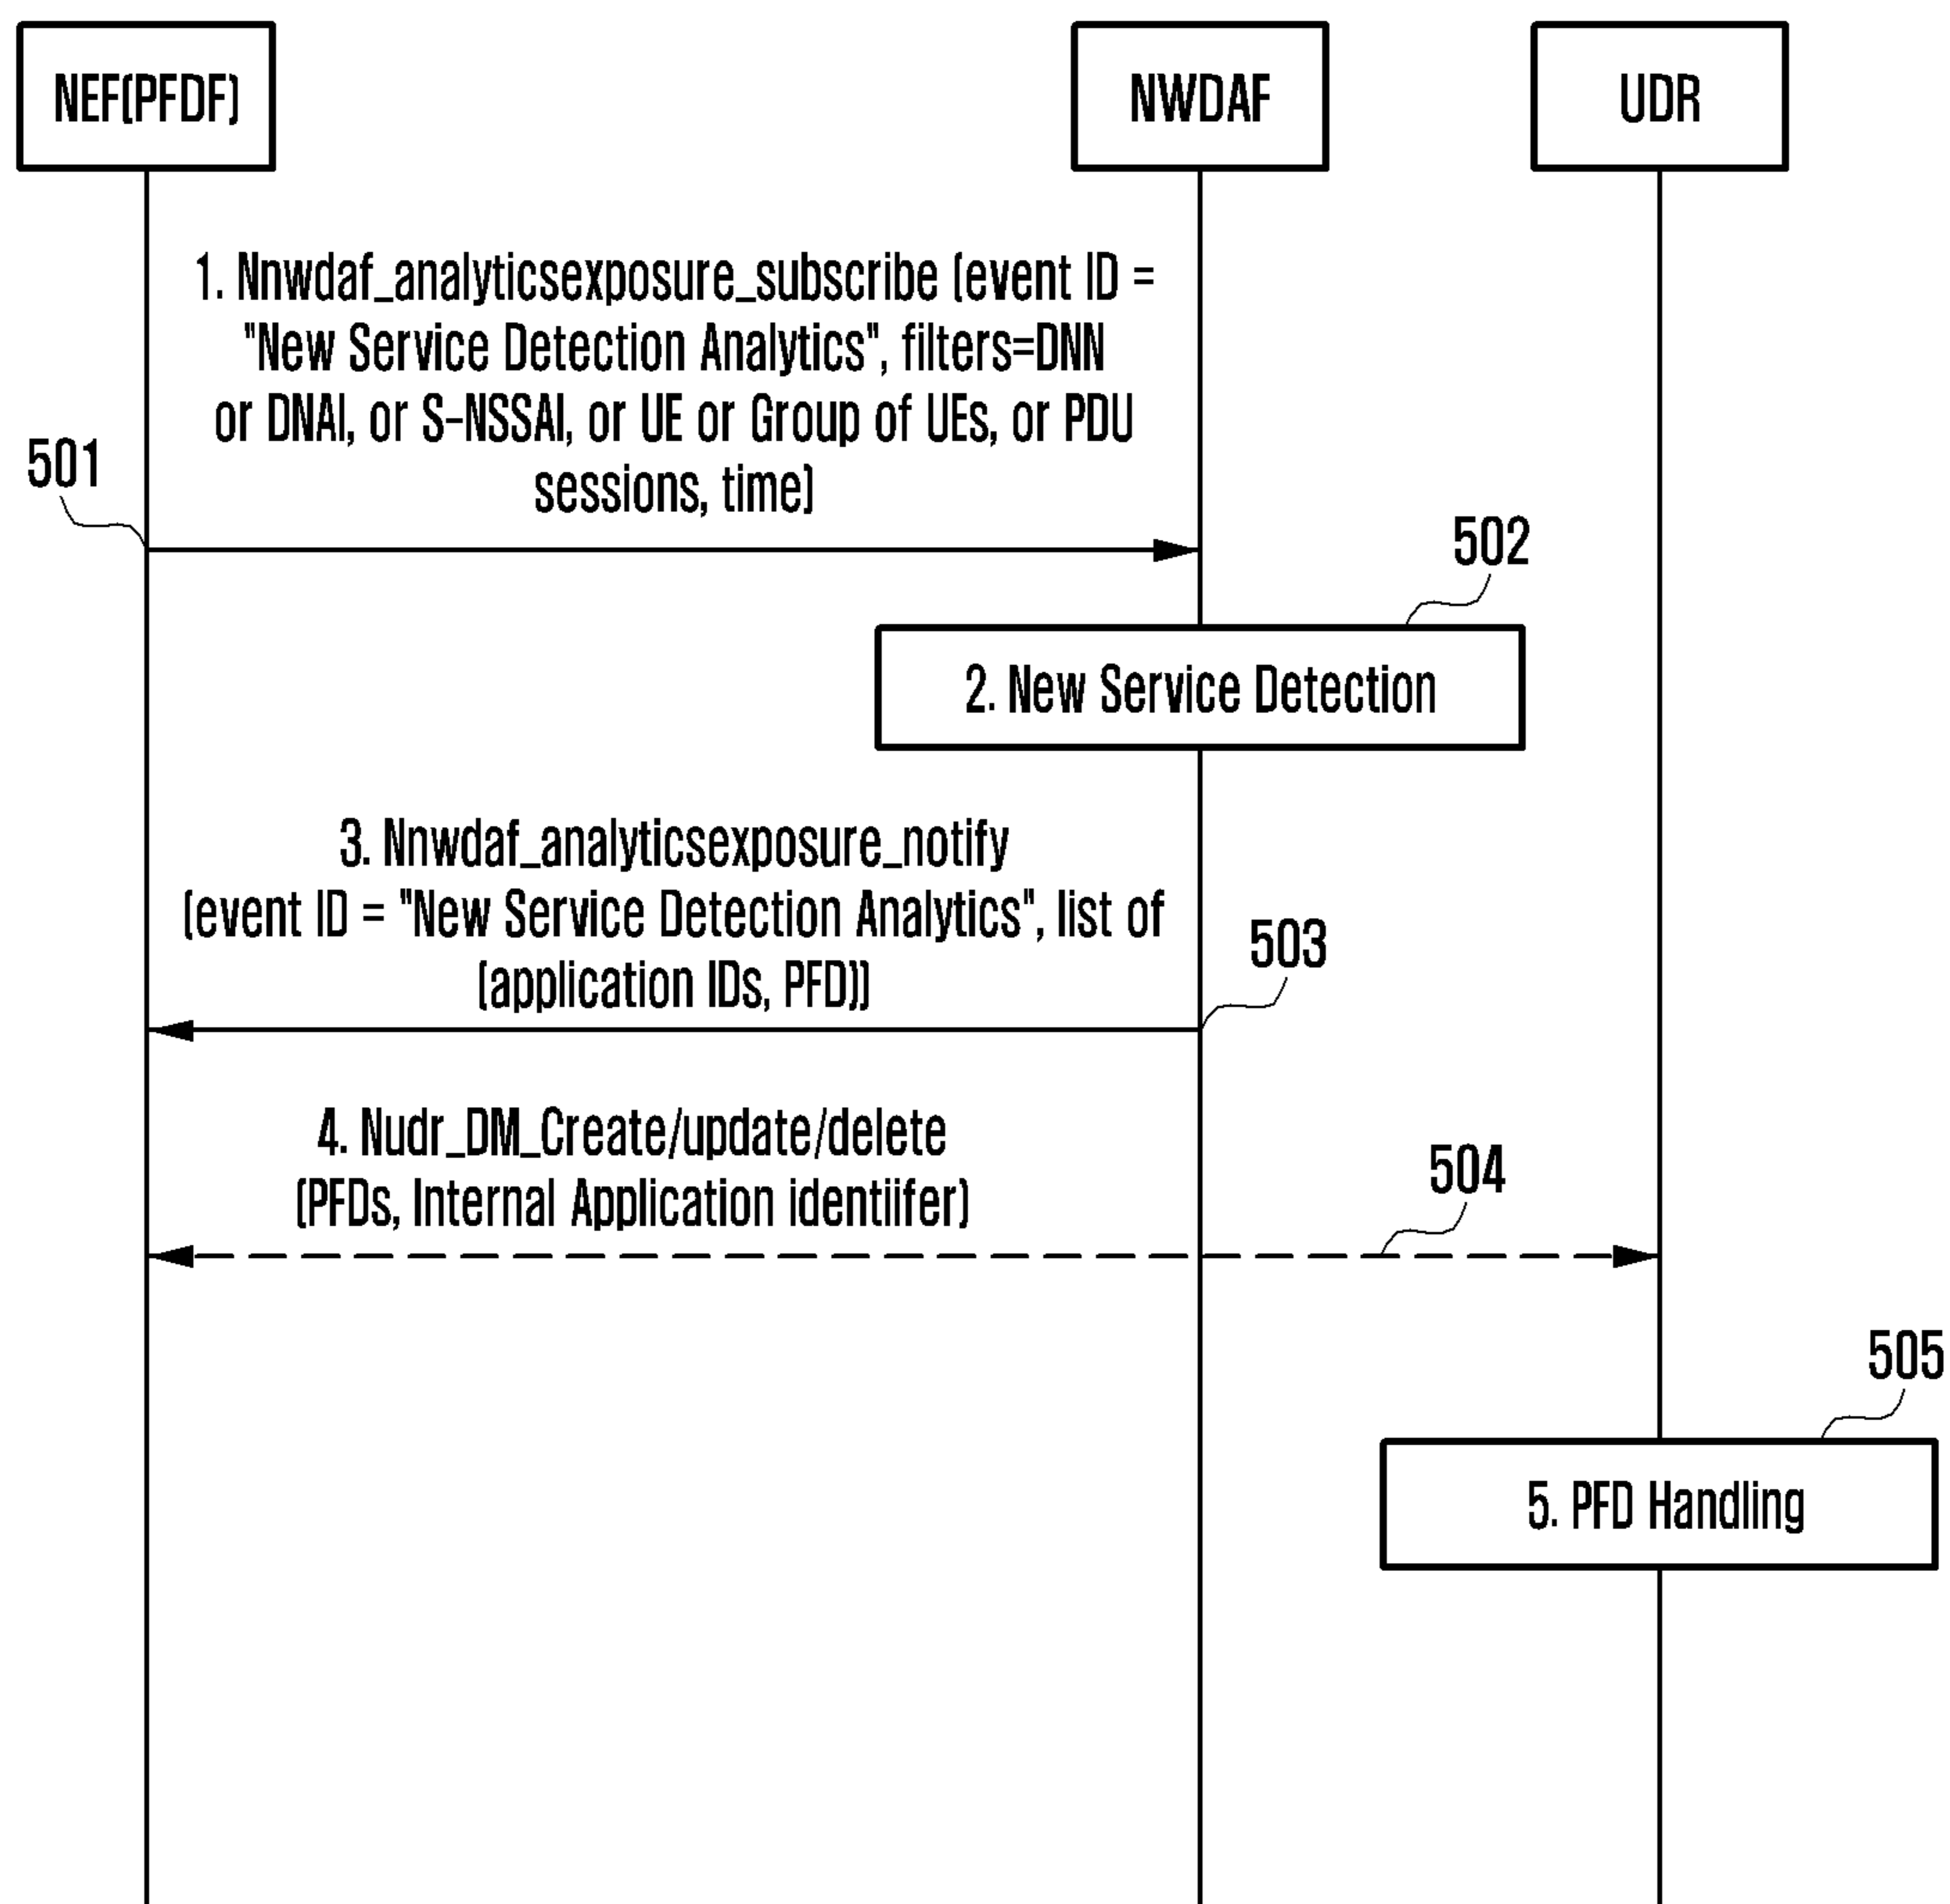 NEF(PFDF)
NWDAF
UDR
1. Nnwdaf_analyticsexposure_subscribe (event ID =
"New Service Detection Analytics", filters=DNN
or DNAI, or S-NSSAI, or UE or Group of UEs, or PDU
sessions, time)
501
502
2. New Service Detection
3. Nnwdaf_analyticsexposure_notify
(event ID = "New Service Detection Analytics", list of
(application IDs, PFD))
503
4. Nudr_DM_Create/update/delete
(PFDs, Internal Application identiifer)
504
505
5. PFD Handling